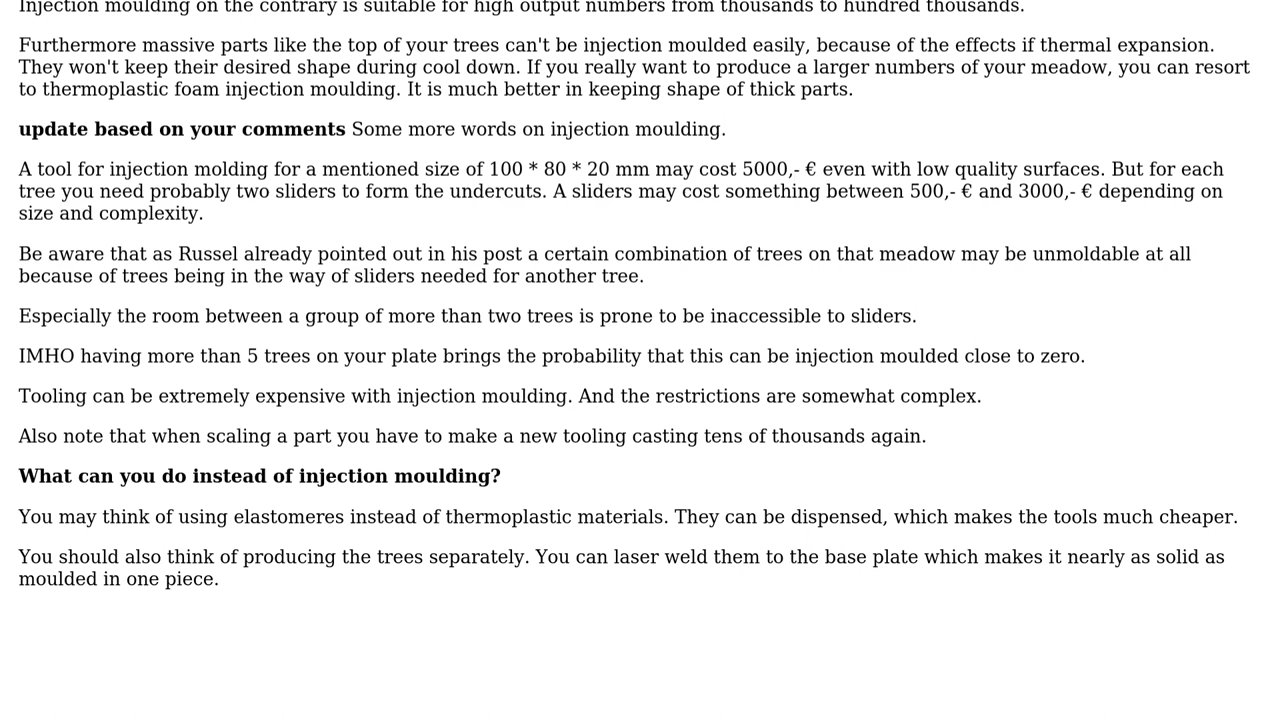 Injection moulding on the contrary is suitable for high output numbers from thousands to hundred thousands.
Furthermore massive parts like the top of your trees can't be injection moulded easily, because of the effects if thermal expansion.
They won't keep their desired shape during cool down. If you really want to produce a larger numbers of your meadow, you can resort
to thermoplastic foam injection moulding. It is much better in keeping shape of thick parts.
update based on your comments Some more words on injection moulding.
A tool for injection molding for a mentioned size of 100 * 80 * 20 mm may cost 5000,- € even with low quality surfaces. But for each
tree you need probably two sliders to form the undercuts. A sliders may cost something between 500,- € and 3000,- € depending on
size and complexity.
Be aware that as Russel already pointed out in his post a certain combination of trees on that meadow may be unmoldable at all
because of trees being in the way of sliders needed for another tree.
Especially the room between a group of more than two trees is prone to be inaccessible to sliders.
IMHO having more than 5 trees on your plate brings the probability that this can be injection moulded close to zero.
Tooling can be extremely expensive with injection moulding. And the restrictions are somewhat complex.
Also note that when scaling a part you have to make a new tooling casting tens of thousands again.
What can you do instead of injection moulding?
You may think of using elastomeres instead of thermoplastic materials. They can be dispensed, which makes the tools much cheaper.
You should also think of producing the trees separately. You can laser weld them to the base plate which makes it nearly as solid as
moulded in one piece.